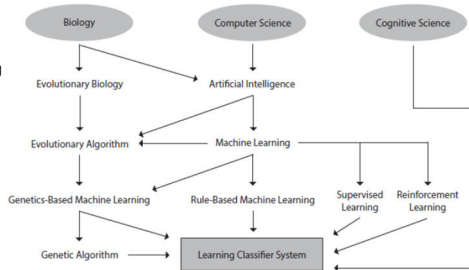 Biology
Computer Science
Cognitive Science
Evolutionary Biology
Artificial Intelligence
Evolutionary Algorithm
Machine Learning
Genetics-Based Machine Learning
Rule-Based Machine Learning
Supervised
Learning
Reinforcement
Learning
Genetic Algorithm
Learning Classifier System